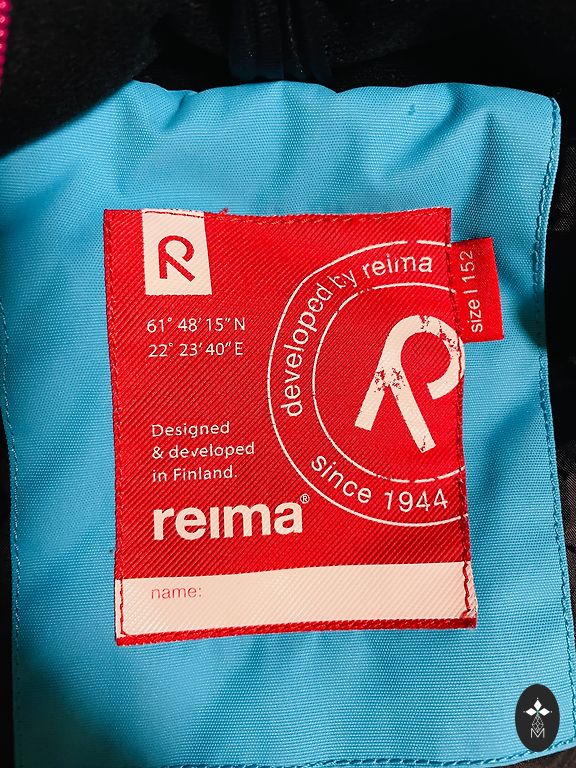 R
61° 48' 15" N
22° 23' 40" E
developed by reima
R
since 1944
size | 152
Designed
& developed
in Finland.
reima®
name:
M